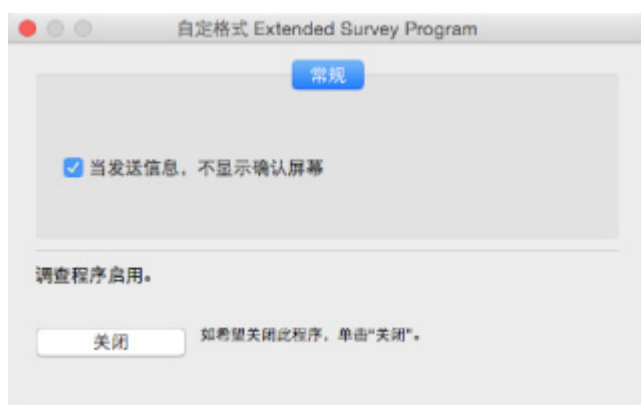 自定格式 Extended Survey Program
常规
当发送信息，不显示确认屏幕
调查程序启用。
关闭
如希望关闭此程序，单击“关闭”。